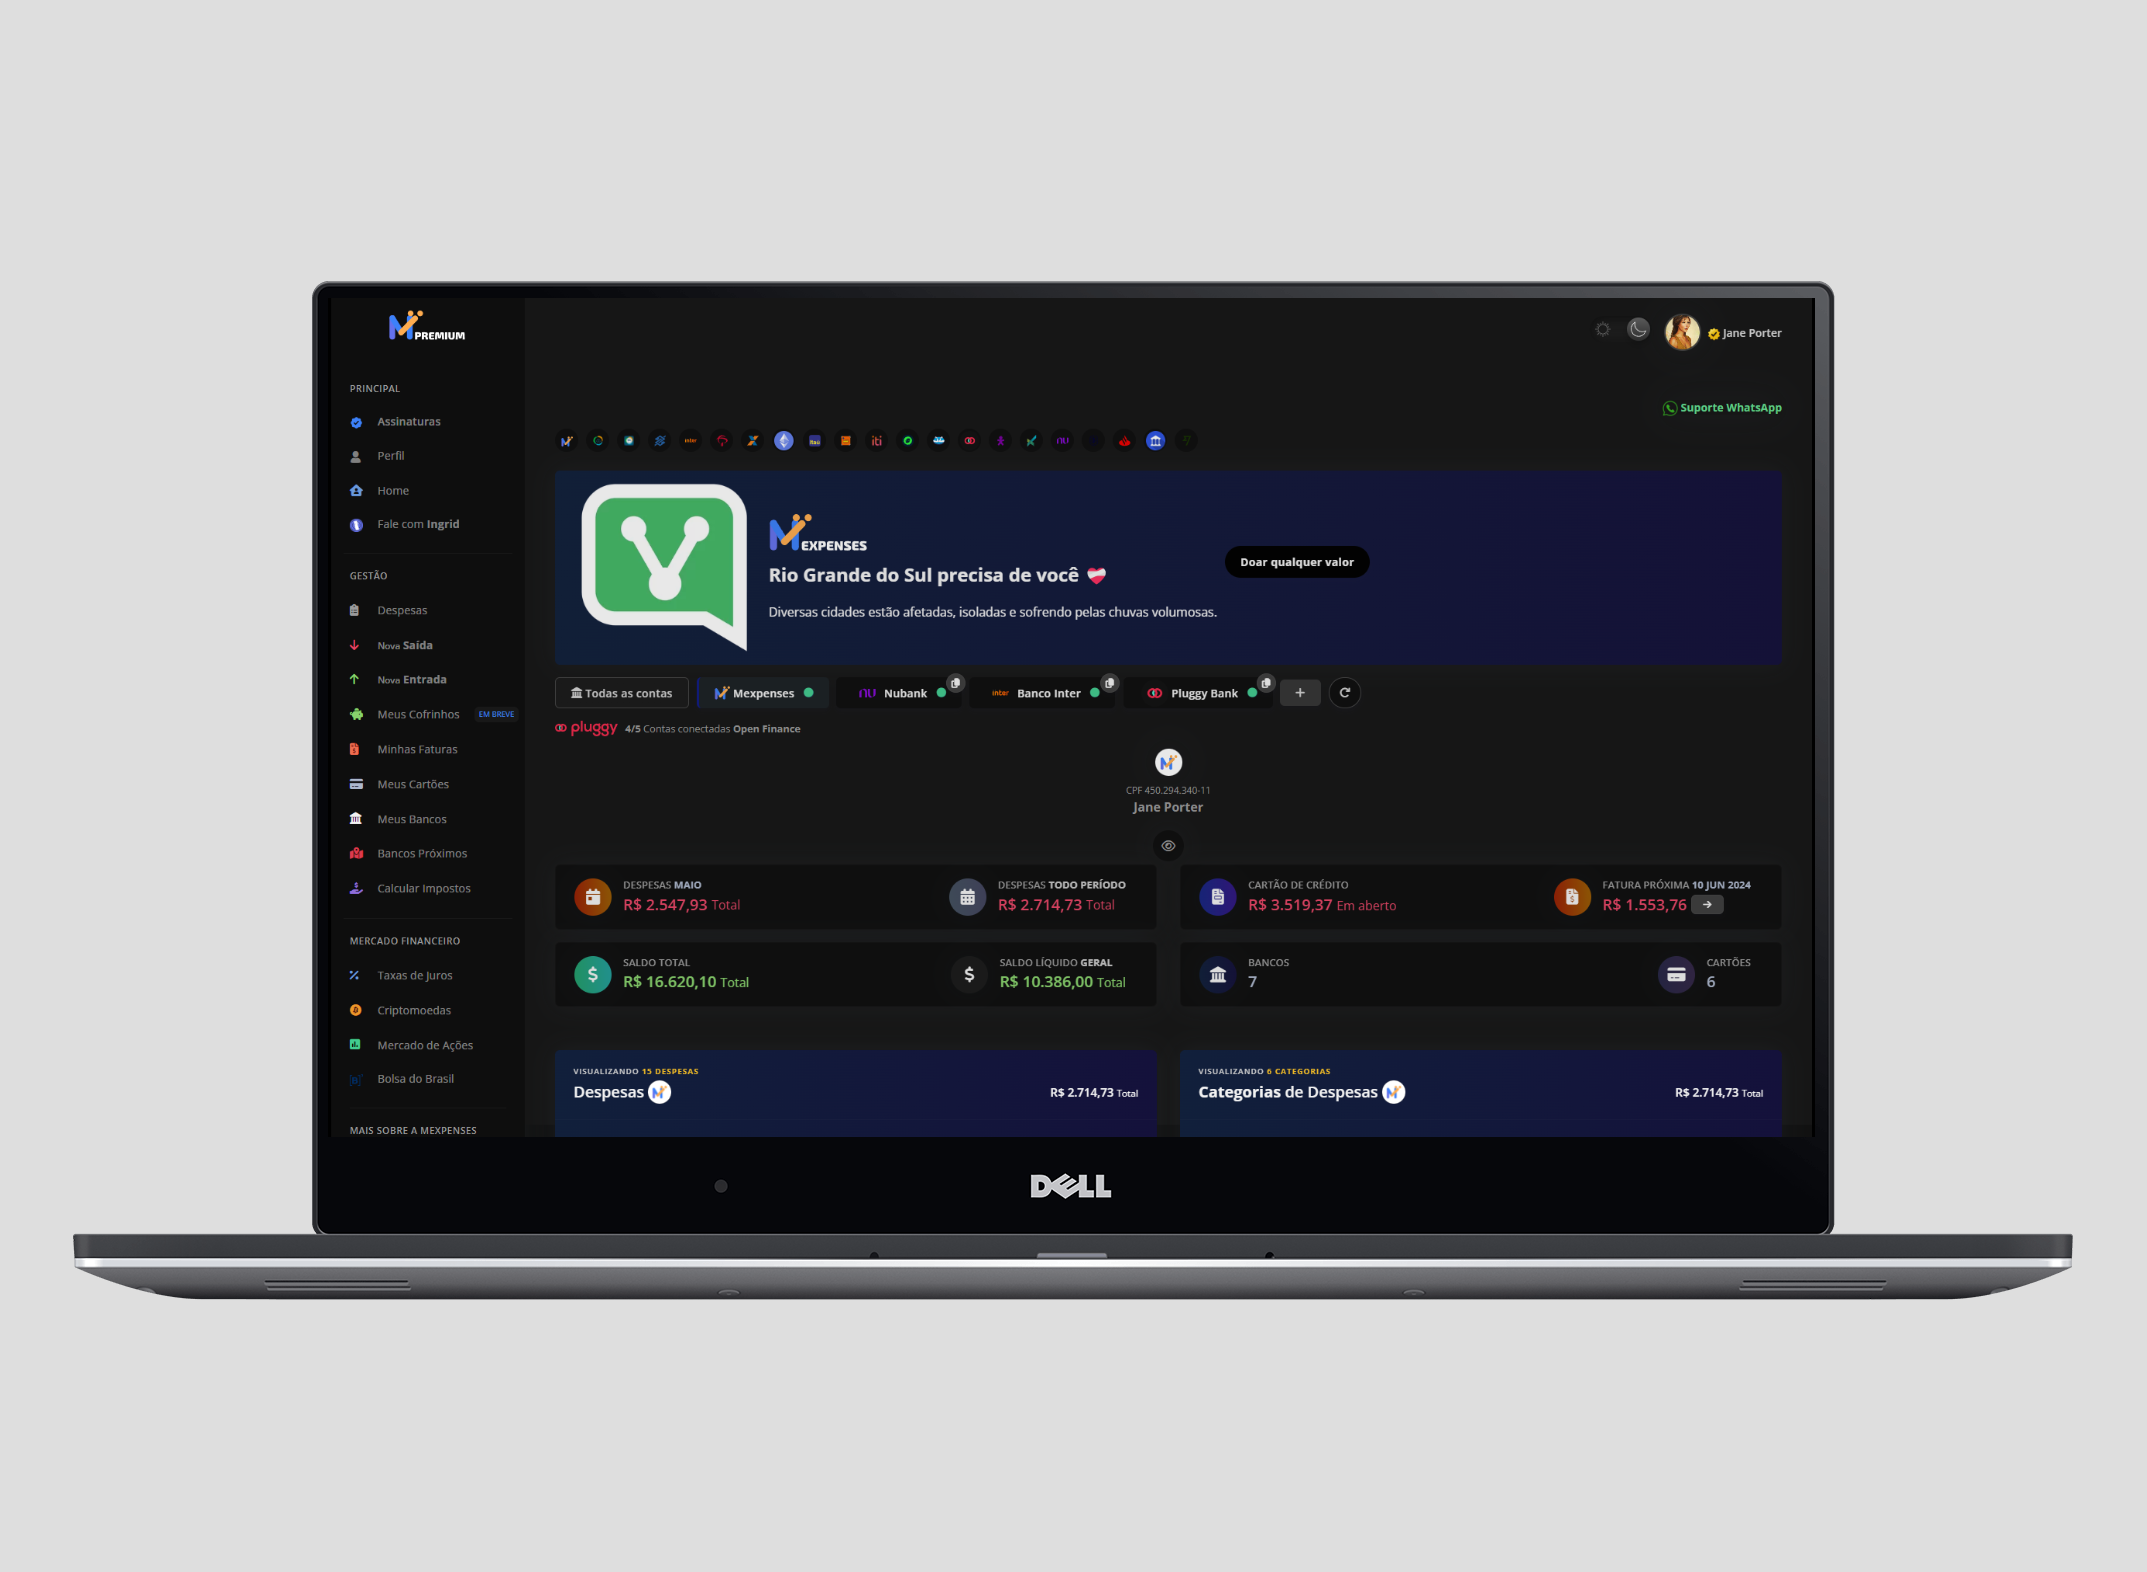 PREMIUM
PRINCIPAL
Assinaturas
Perfil
Home
Fale com Ingrid
GESTÃO
Despesas
Nova Saída
Nova Entrada
Meus Cofrinhos EM BREVE
Minhas Faturas
Meus Cartões
Meus Bancos
Bancos Próximos
Calcular Impostos
MERCADO FINANCEIRO
Taxas de Juros
Criptomoedas
Mercado de Ações
Bolsa do Brasil
MAIS SOBRE A MEXPENSES
Jane Porter
Suporte WhatsApp
inter
itaú
iti
nu
EXPENSES
Rio Grande do Sul precisa de você
Diversas cidades estão afetadas, isoladas e sofrendo pelas chuvas volumosas.
Doar qualquer valor
Todas as contas
Mexpenses
nu Nubank
inter Banco Inter
Pluggy Bank
+
pluggy 4/5 Contas conectadas Open Finance
CPF 450.294.340-11
Jane Porter
DESPESAS MAIO
R$ 2.547,93 Total
DESPESAS TODO PERÍODO
R$ 2.714,73 Total
CARTÃO DE CRÉDITO
R$ 3.519,37 Em aberto
FATURA PRÓXIMA 10 JUN 2024
R$ 1.553,76
SALDO TOTAL
R$ 16.620,10 Total
SALDO LÍQUIDO GERAL
R$ 10.386,00 Total
BANCOS
7
CARTÕES
6
VISUALIZANDO 15 DESPESAS
Despesas
R$ 2.714,73 Total
VISUALIZANDO 6 CATEGORIAS
Categorias de Despesas
R$ 2.714,73 Total
DELL